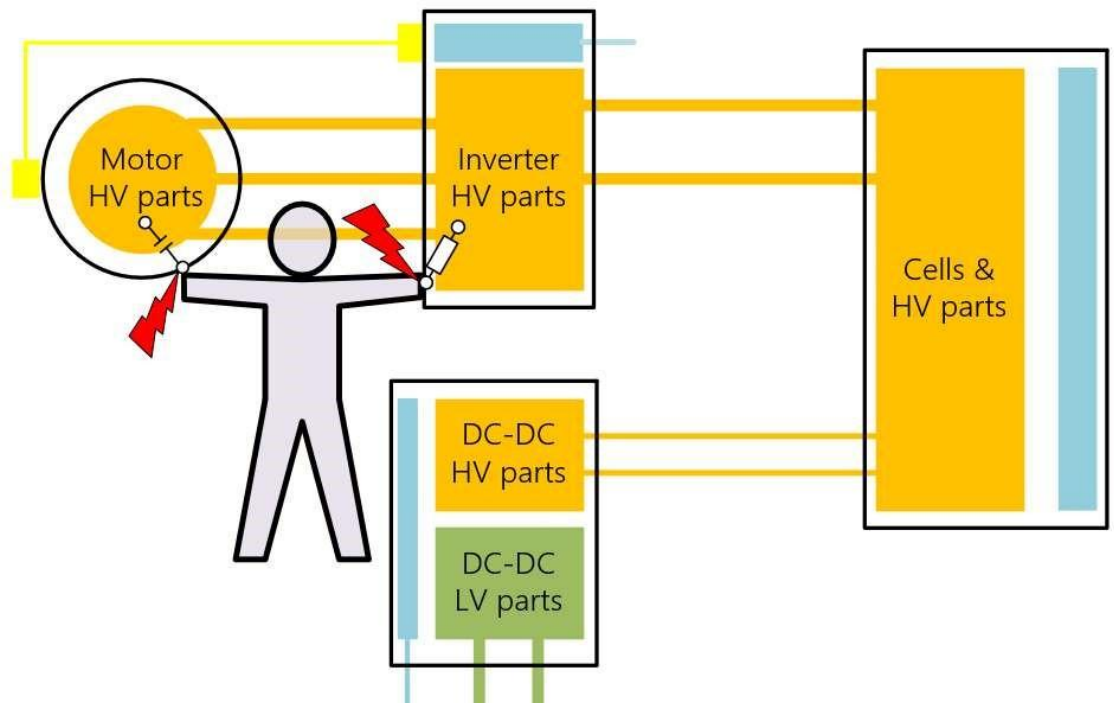 Motor
HV parts
Inverter
HV parts
Cells &
HV parts
DC-DC
HV parts
DC-DC
LV parts